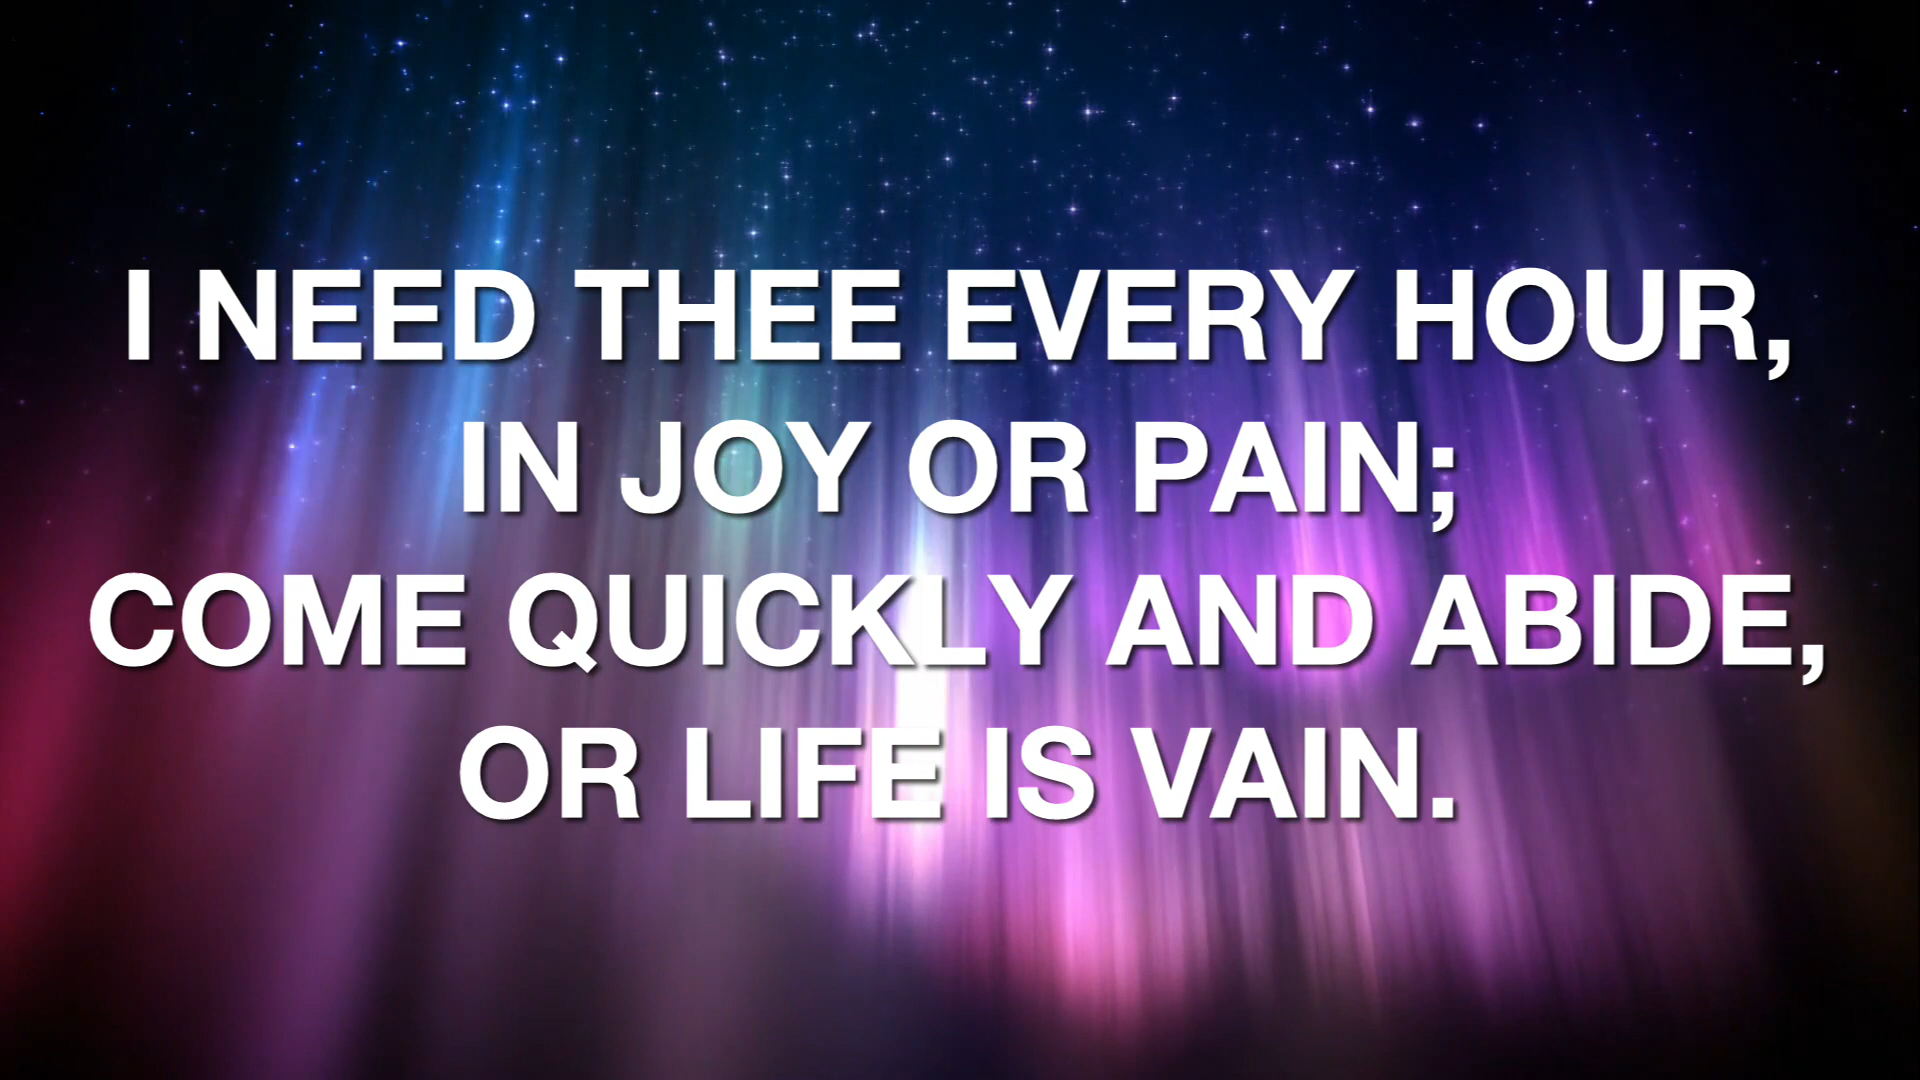 I NEED THEE EVERY HOUR,
IN JOY OR PAIN;
COME QUICKLY AND ABIDE,
OR LIFE IS VAIN.